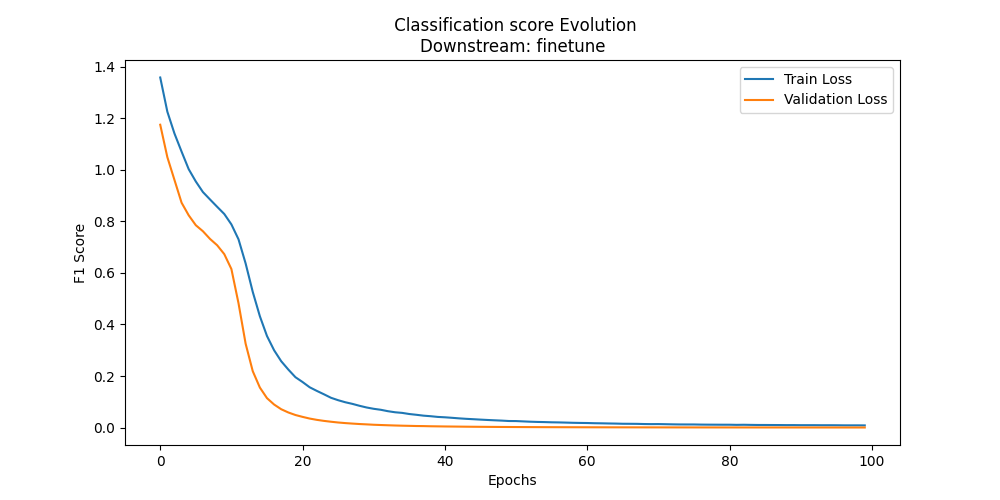 Classification score Evolution
Downstream: finetune
Train Loss
Validation Loss
F1 Score
1.4
1.2
1.0
0.8
0.6
0.4
0.2
0.0
0 20 40 60 80 100
Epochs